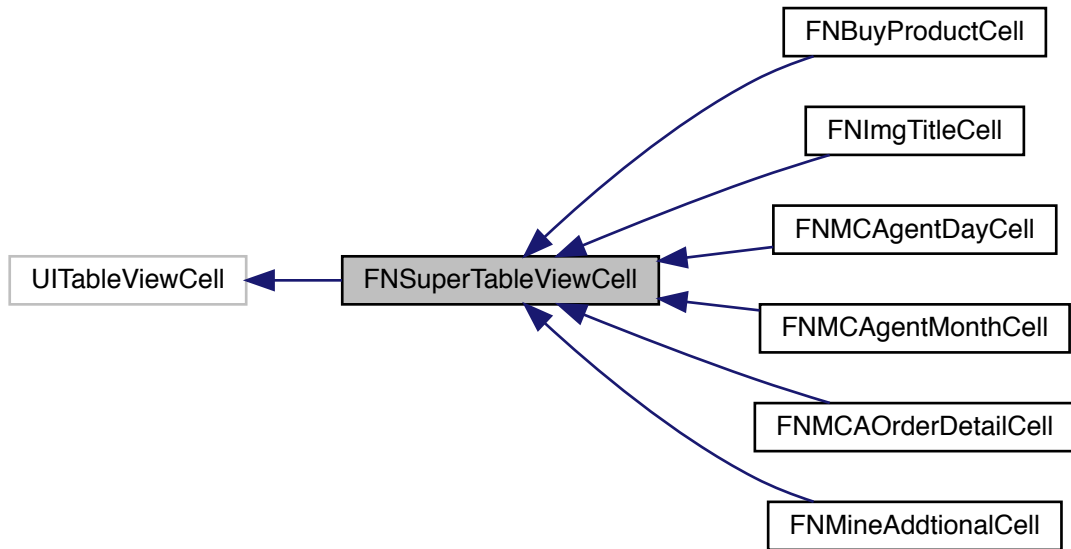 FNBuyProductCell
FNImgTitleCell
FNMCAgentDayCell
UITableViewCell
FNSuperTableViewCell
FNMCAgentMonthCell
FNMCAOrderDetailCell
FNMineAddtionalCell